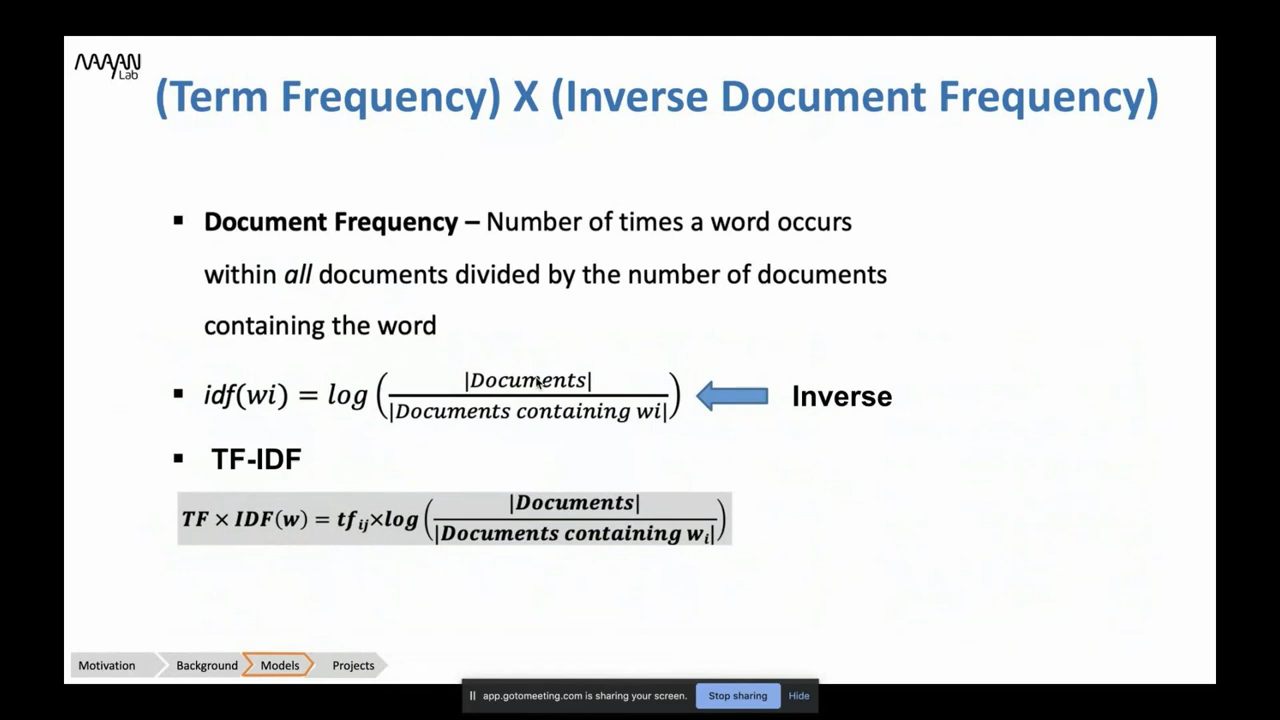 MAAYAN
Lab
(Term Frequency) X (Inverse Document Frequency)
▪ Document Frequency – Number of times a word occurs
within all documents divided by the number of documents
containing the word
▪ idf(wi) = log (|Documents| / |Documents containing wi|)
Inverse
▪ TF-IDF
TF × IDF(w) = tf_ij×log (|Documents| / |Documents containing w_i|)
Motivation Background Models Projects
app.gotomeeting.com is sharing your screen. Stop sharing Hide